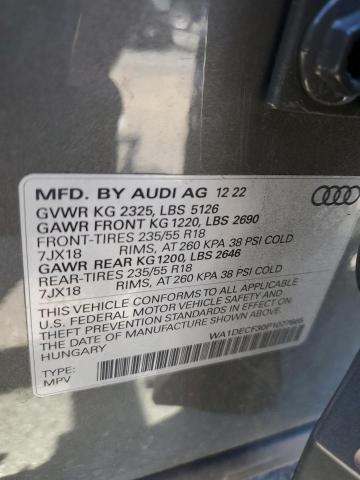 MFD. BY AUDI AG 12 22
GVWR KG 2325, LBS 5126
GAWR FRONT KG 1220, LBS 2690
FRONT-TIRES 235/55 R18
7JX18 RIMS, AT 260 KPA 38 PSI COLD
GAWR REAR KG1200, LBS 2646
REAR-TIRES 235/55 R18
7JX18 RIMS, AT 260 KPA 38 PSI COLD
THIS VEHICLE CONFORMS TO ALL APPLICABLE
U.S. FEDERAL MOTOR VEHICLE SAFETY AND
THEFT PREVENTION STANDARDS IN EFFECT ON
THE DATE OF MANUFACTURE SHOWN ABOVE.
HUNGARY
TYPE:
MPV